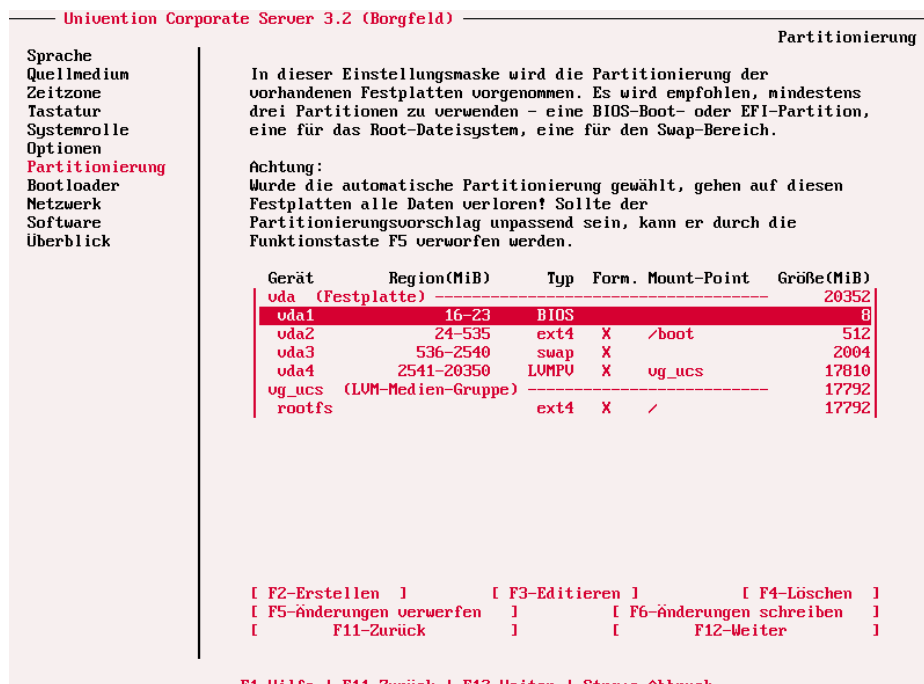 Univention Corporate Server 3.2 (Borgfeld)
Partitionierung
Sprache
Quellmedium
Zeitzone
Tastatur
Systemrolle
Optionen
Partitionierung
Bootloader
Netzwerk
Software
Überblick
In dieser Einstellungsmaske wird die Partitionierung der
vorhandenen Festplatten vorgenommen. Es wird empfohlen, mindestens
drei Partitionen zu verwenden – eine BIOS-Boot- oder EFI-Partition,
eine für das Root-Dateisystem, eine für den Swap-Bereich.
Achtung:
Wurde die automatische Partitionierung gewählt, gehen auf diesen
Festplatten alle Daten verloren! Sollte der
Partitionierungsvorschlag unpassend sein, kann er durch die
Funktionstaste F5 verworfen werden.
Gerät Region(MiB) Typ Form. Mount-Point Größe(MiB)
vda (Festplatte) ------------------------------------ 20352
vda1 16-23 BIOS 8
vda2 24-535 ext4 X /boot 512
vda3 536-2540 swap X 2004
vda4 2541-20350 LVMPV X vg_ucs 17810
vg_ucs (LVM-Medien-Gruppe) -------------------------- 17792
rootfs ext4 X / 17792
[ F2-Erstellen ] [ F3-Editieren ] [ F4-Löschen ]
[ F5-Änderungen verwerfen ] [ F6-Änderungen schreiben ]
[ F11-Zurück ] [ F12-Weiter ]